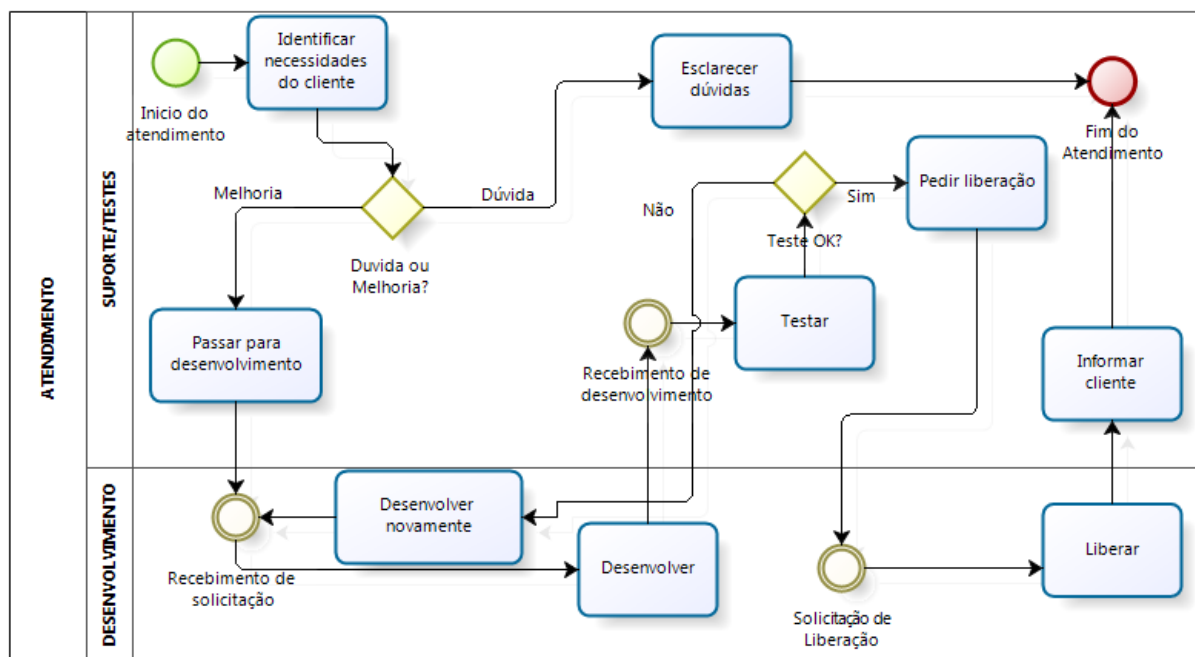 ATENDIMENTO
SUPORTE/TESTES
Inicio do
atendimento
Identificar
necessidades
do cliente
Duvida ou
Melhoria?
Melhoria
Dúvida
Esclarecer
dúvidas
Fim do
Atendimento
Passar para
desenvolvimento
Recebimento de
desenvolvimento
Testar
Teste OK?
Não
Sim
Pedir liberação
Informar
cliente
DESENVOLVIMENTO
Recebimento de
solicitação
Desenvolver
novamente
Desenvolver
Solicitação de
Liberação
Liberar